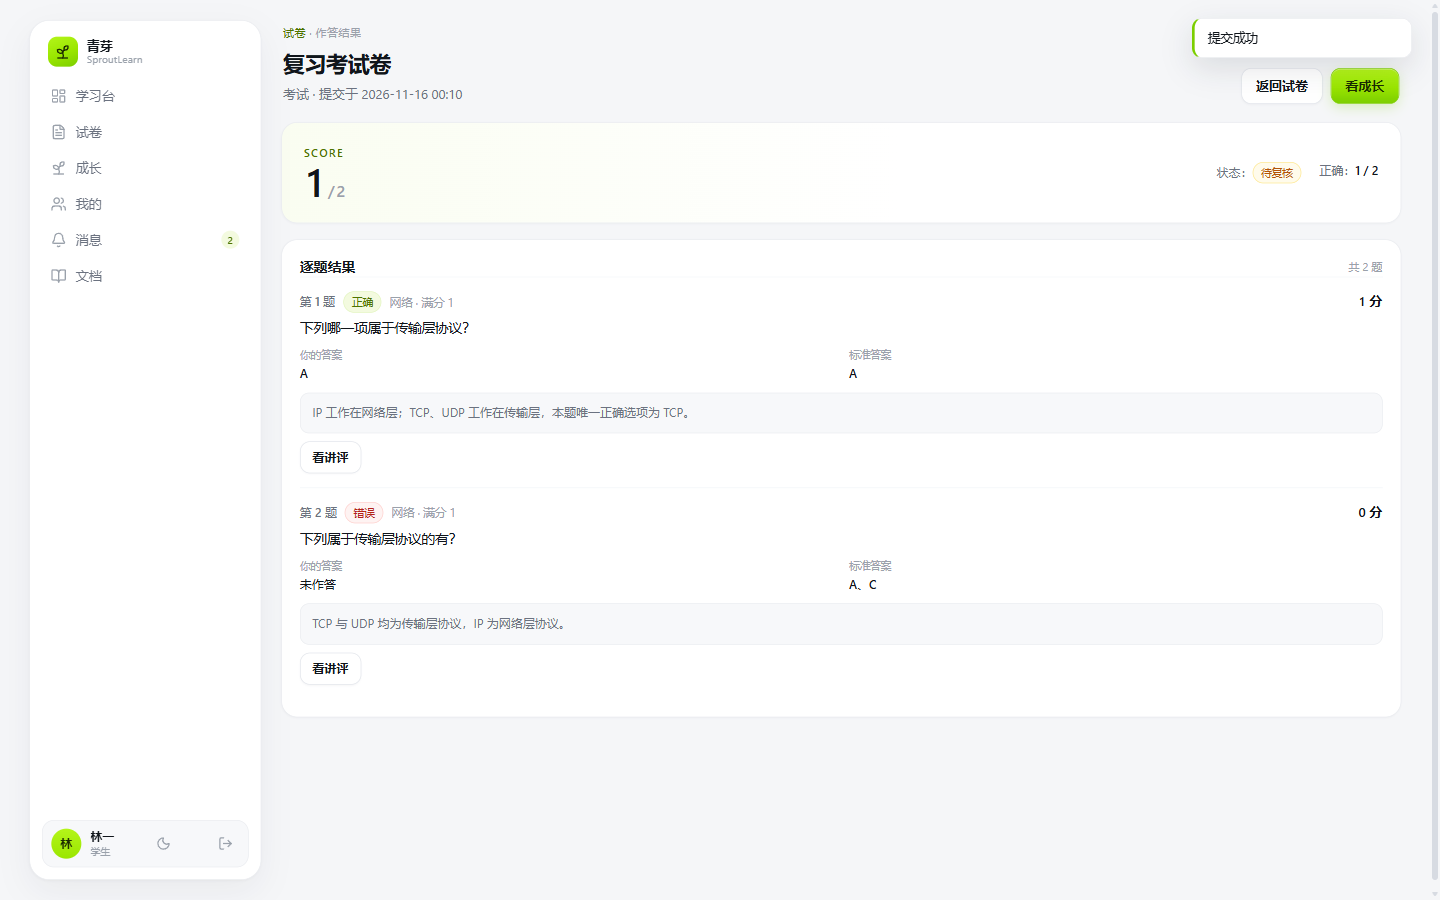 青芽
SproutLearn
学习台
试卷
成长
我的
消息 2
文档
林 林一
学生
试卷 · 作答结果
复习考试卷
考试 · 提交于 2026-11-16 00:10
提交成功
返回试卷 看成长
SCORE
1 / 2
状态： 待复核 正确：1 / 2
逐题结果 共 2 题
第 1 题 正确 网络 · 满分 1 1 分
下列哪一项属于传输层协议？
你的答案 标准答案
A A
IP 工作在网络层；TCP、UDP 工作在传输层，本题唯一正确选项为 TCP。
看讲评
第 2 题 错误 网络 · 满分 1 0 分
下列属于传输层协议的有？
你的答案 标准答案
未作答 A、C
TCP 与 UDP 均为传输层协议，IP 为网络层协议。
看讲评